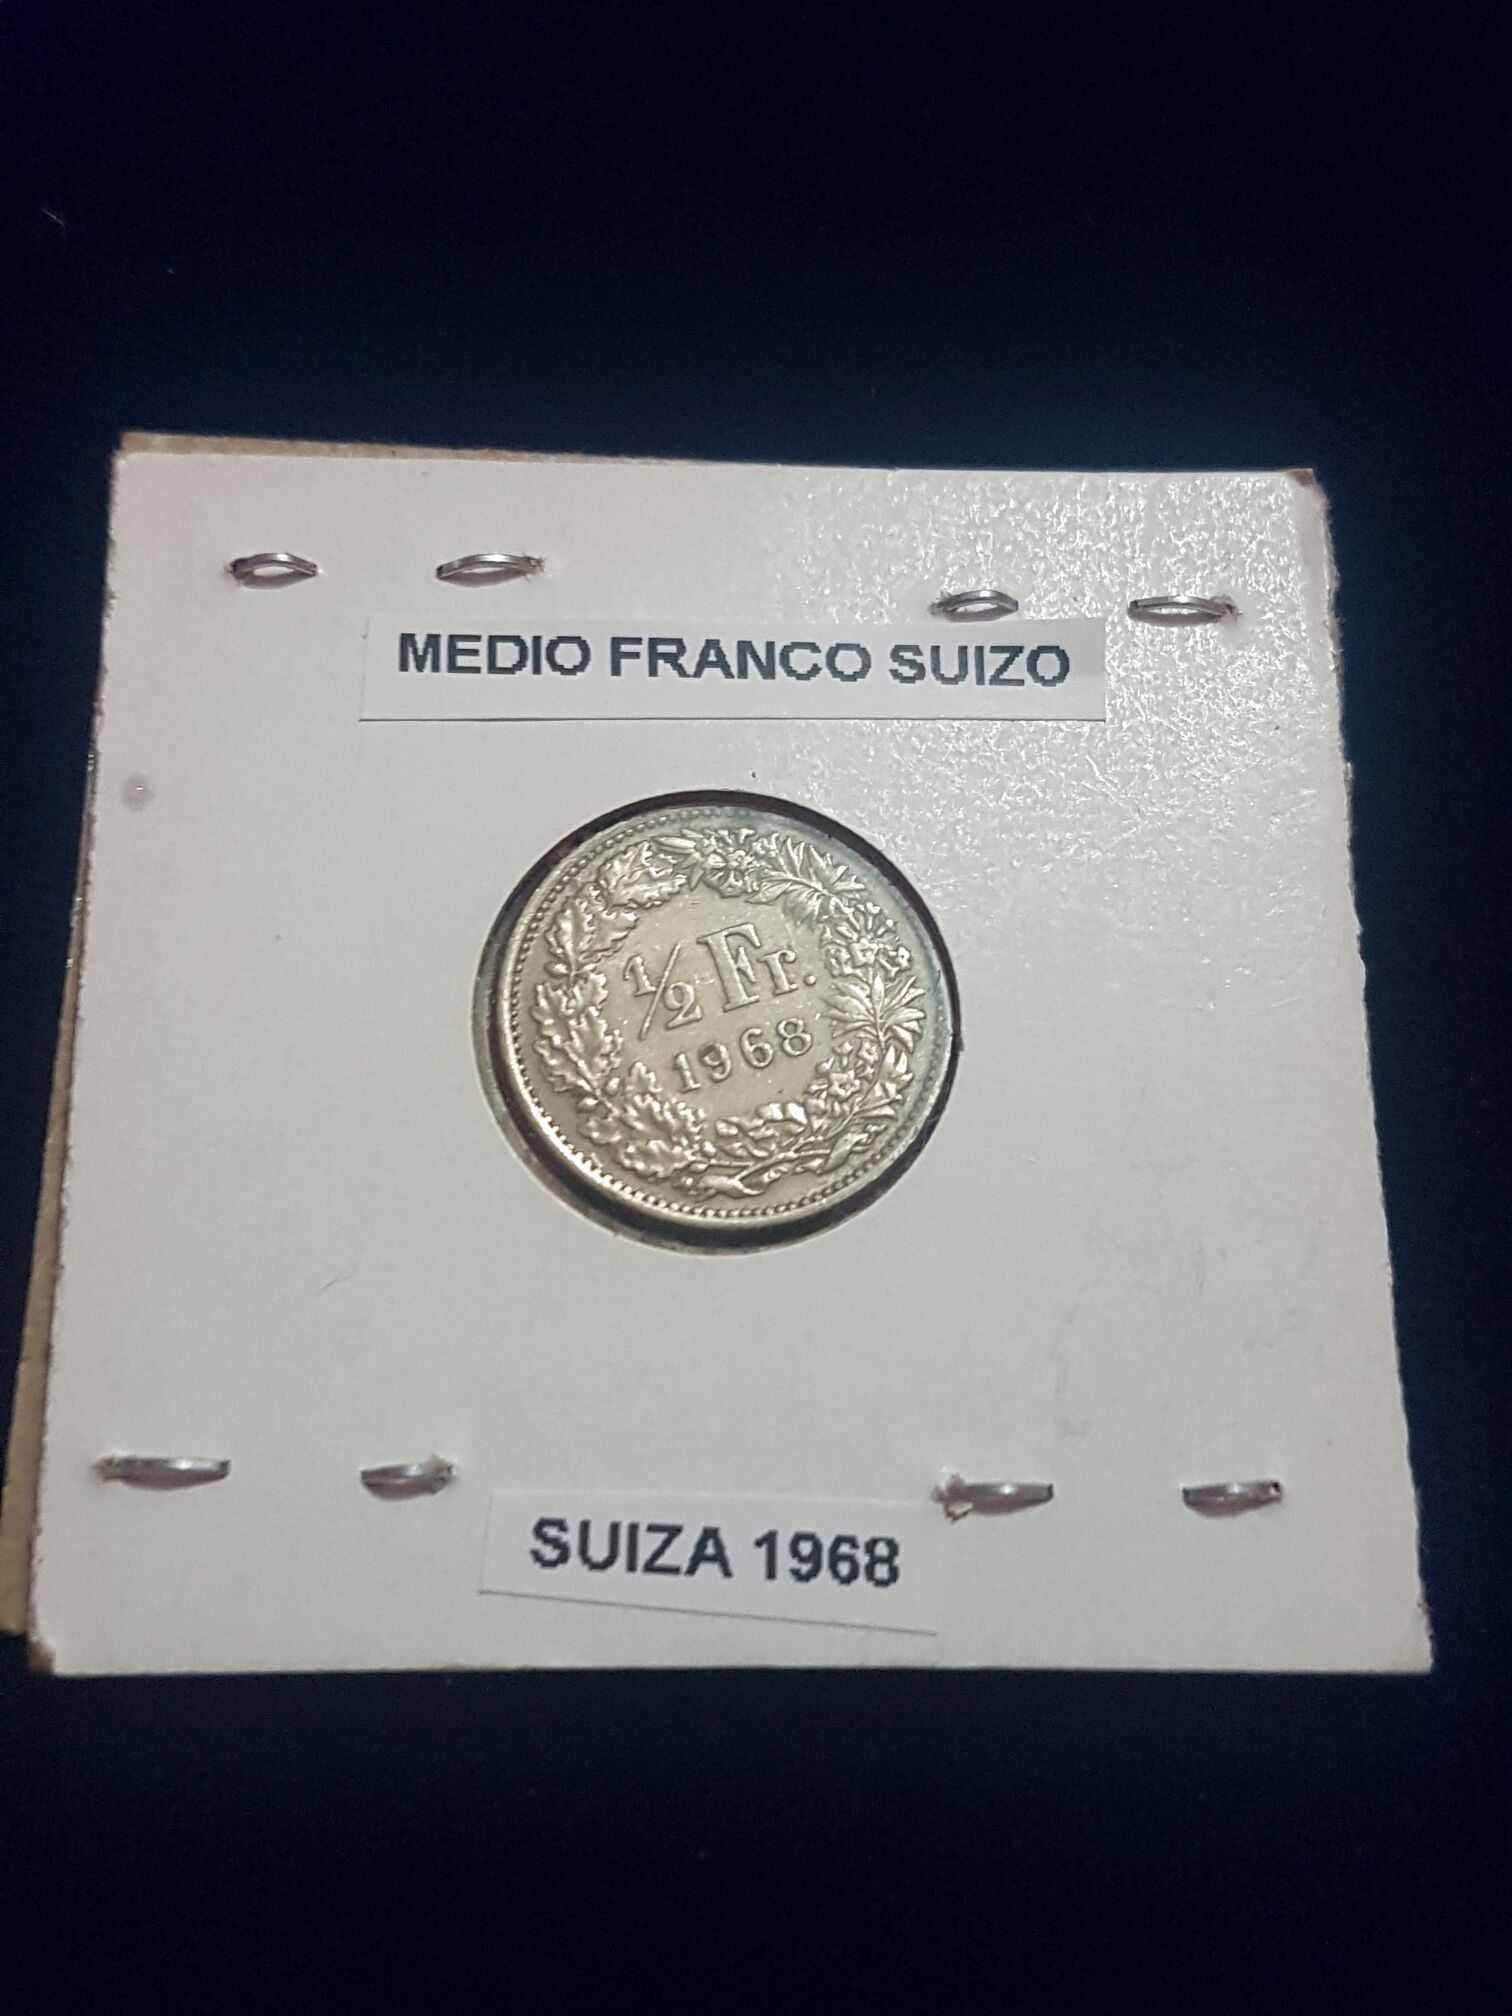 MEDIO FRANCO SUIZO
½ Fr.
1968
SUIZA 1968